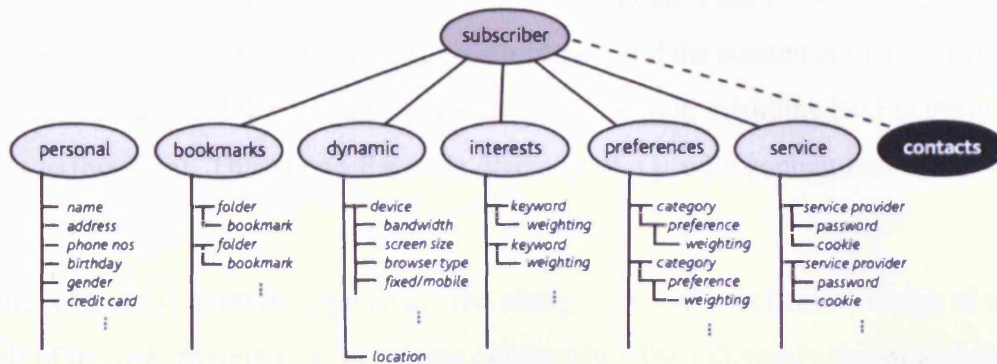 subscriber
personal
bookmarks
dynamic
interests
preferences
service
contacts
name
address
phone nos
birthday
gender
credit card
folder
bookmark
folder
bookmark
device
bandwidth
screen size
browser type
fixed/mobile
location
keyword
weighting
keyword
weighting
category
preference
weighting
category
preference
weighting
service provider
password
cookie
service provider
password
cookie